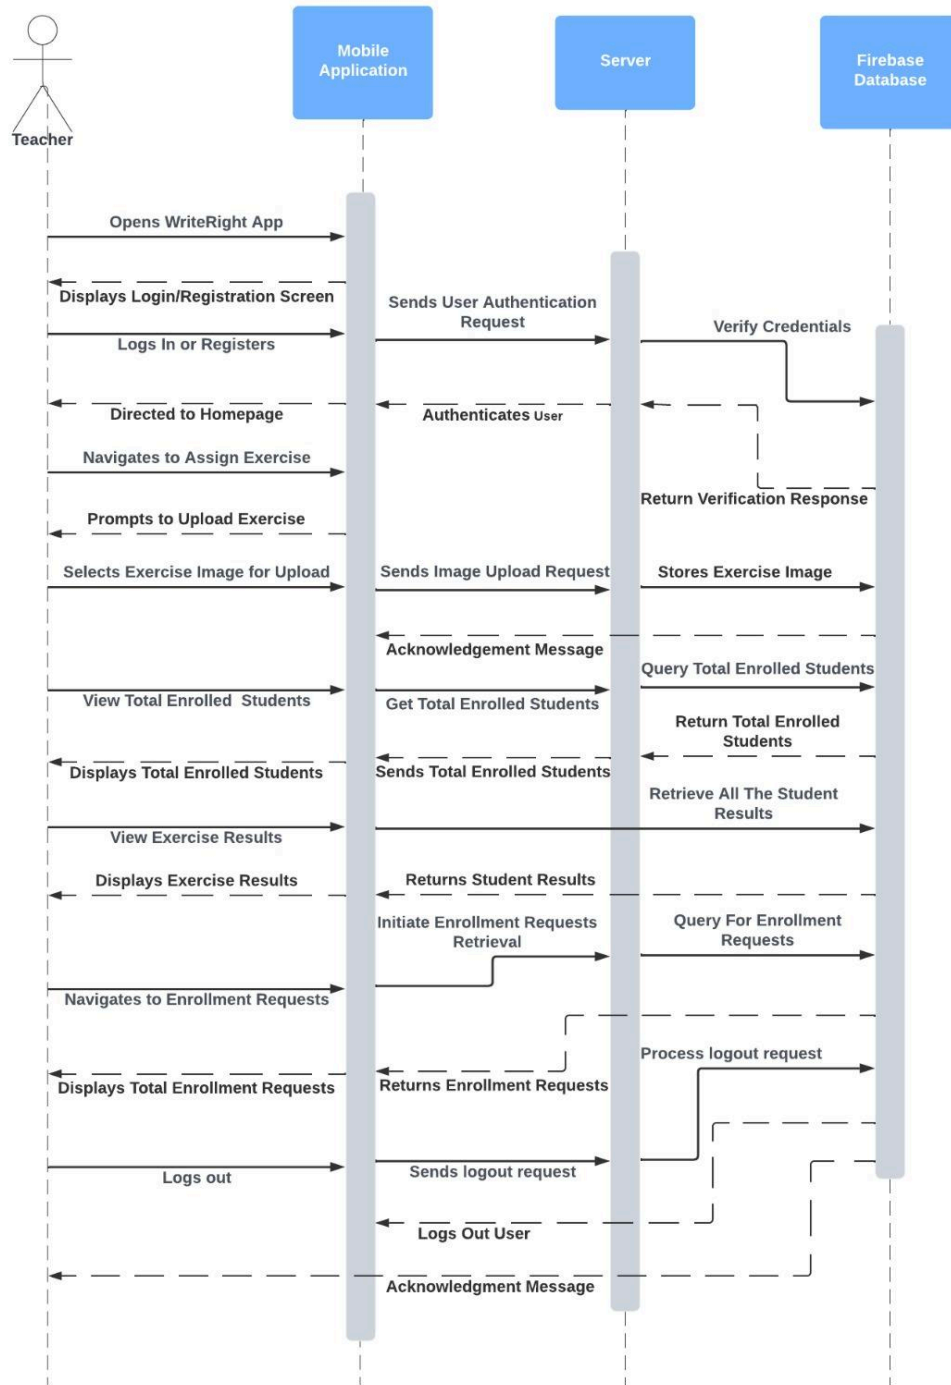 Mobile
Application
Server
Firebase
Database
Teacher
Opens WriteRight App
Displays Login/Registration Screen
Sends User Authentication
Request
Verify Credentials
Logs In or Registers
Directed to Homepage
Authenticates User
Navigates to Assign Exercise
Return Verification Response
Prompts to Upload Exercise
Selects Exercise Image for Upload
Sends Image Upload Request
Stores Exercise Image
Acknowledgement Message
Query Total Enrolled Students
View Total Enrolled Students
Get Total Enrolled Students
Return Total Enrolled
Students
Displays Total Enrolled Students
Sends Total Enrolled Students
Retrieve All The Student
Results
View Exercise Results
Displays Exercise Results
Returns Student Results
Initiate Enrollment Requests
Retrieval
Query For Enrollment
Requests
Navigates to Enrollment Requests
Process logout request
Displays Total Enrollment Requests
Returns Enrollment Requests
Logs out
Sends logout request
Logs Out User
Acknowledgment Message